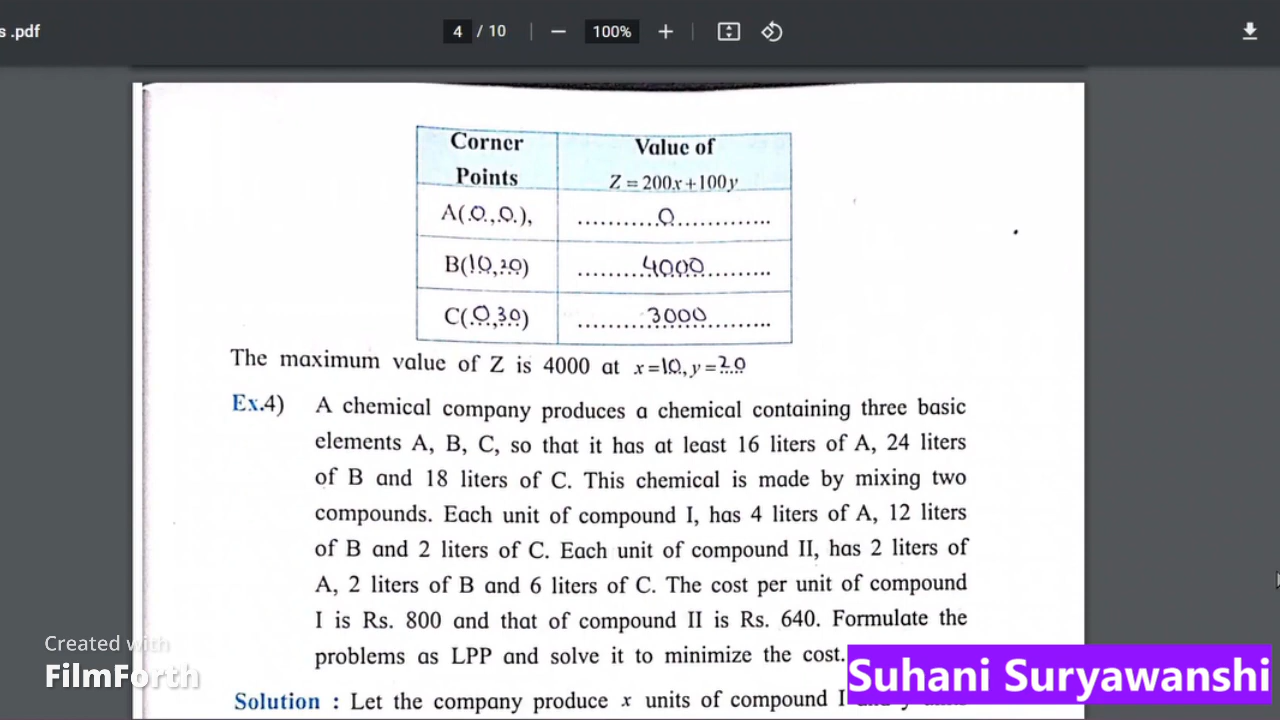 s .pdf
4 / 10
100%
Corner Points
Value of Z = 200x+100y
A(.0.,.0.),
0
B(10,20)
4000
C(.0,30)
3000
The maximum value of Z is 4000 at x=10, y=20
Ex.4) A chemical company produces a chemical containing three basic
elements A, B, C, so that it has at least 16 liters of A, 24 liters
of B and 18 liters of C. This chemical is made by mixing two
compounds. Each unit of compound I, has 4 liters of A, 12 liters
of B and 2 liters of C. Each unit of compound II, has 2 liters of
A, 2 liters of B and 6 liters of C. The cost per unit of compound
I is Rs. 800 and that of compound II is Rs. 640. Formulate the
problems as LPP and solve it to minimize the cost.
Solution : Let the company produce x units of compound I
Created with
FilmForth
Suhani Suryawanshi